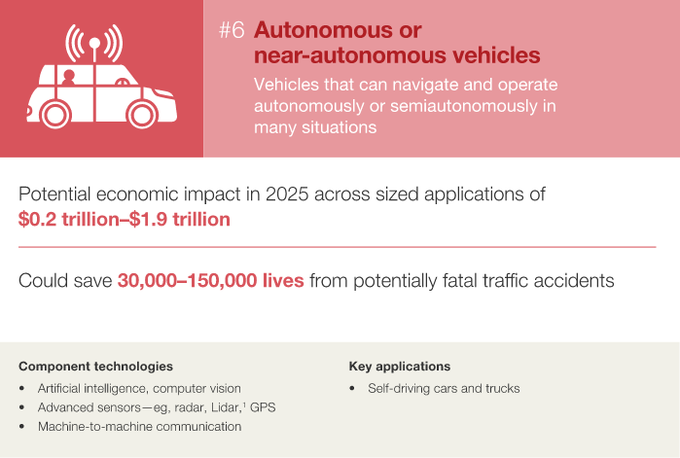 #6 Autonomous or
near-autonomous vehicles
Vehicles that can navigate and operate
autonomously or semiautonomously in
many situations
Potential economic impact in 2025 across sized applications of
$0.2 trillion–$1.9 trillion
Could save 30,000–150,000 lives from potentially fatal traffic accidents
Component technologies
• Artificial intelligence, computer vision
• Advanced sensors—eg, radar, Lidar,¹ GPS
• Machine-to-machine communication
Key applications
• Self-driving cars and trucks